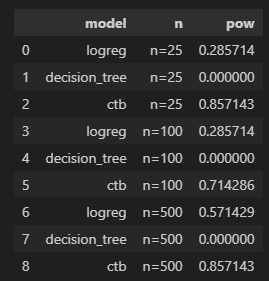 model n pow
0 logreg n=25 0.285714
1 decision_tree n=25 0.000000
2 ctb n=25 0.857143
3 logreg n=100 0.285714
4 decision_tree n=100 0.000000
5 ctb n=100 0.714286
6 logreg n=500 0.571429
7 decision_tree n=500 0.000000
8 ctb n=500 0.857143